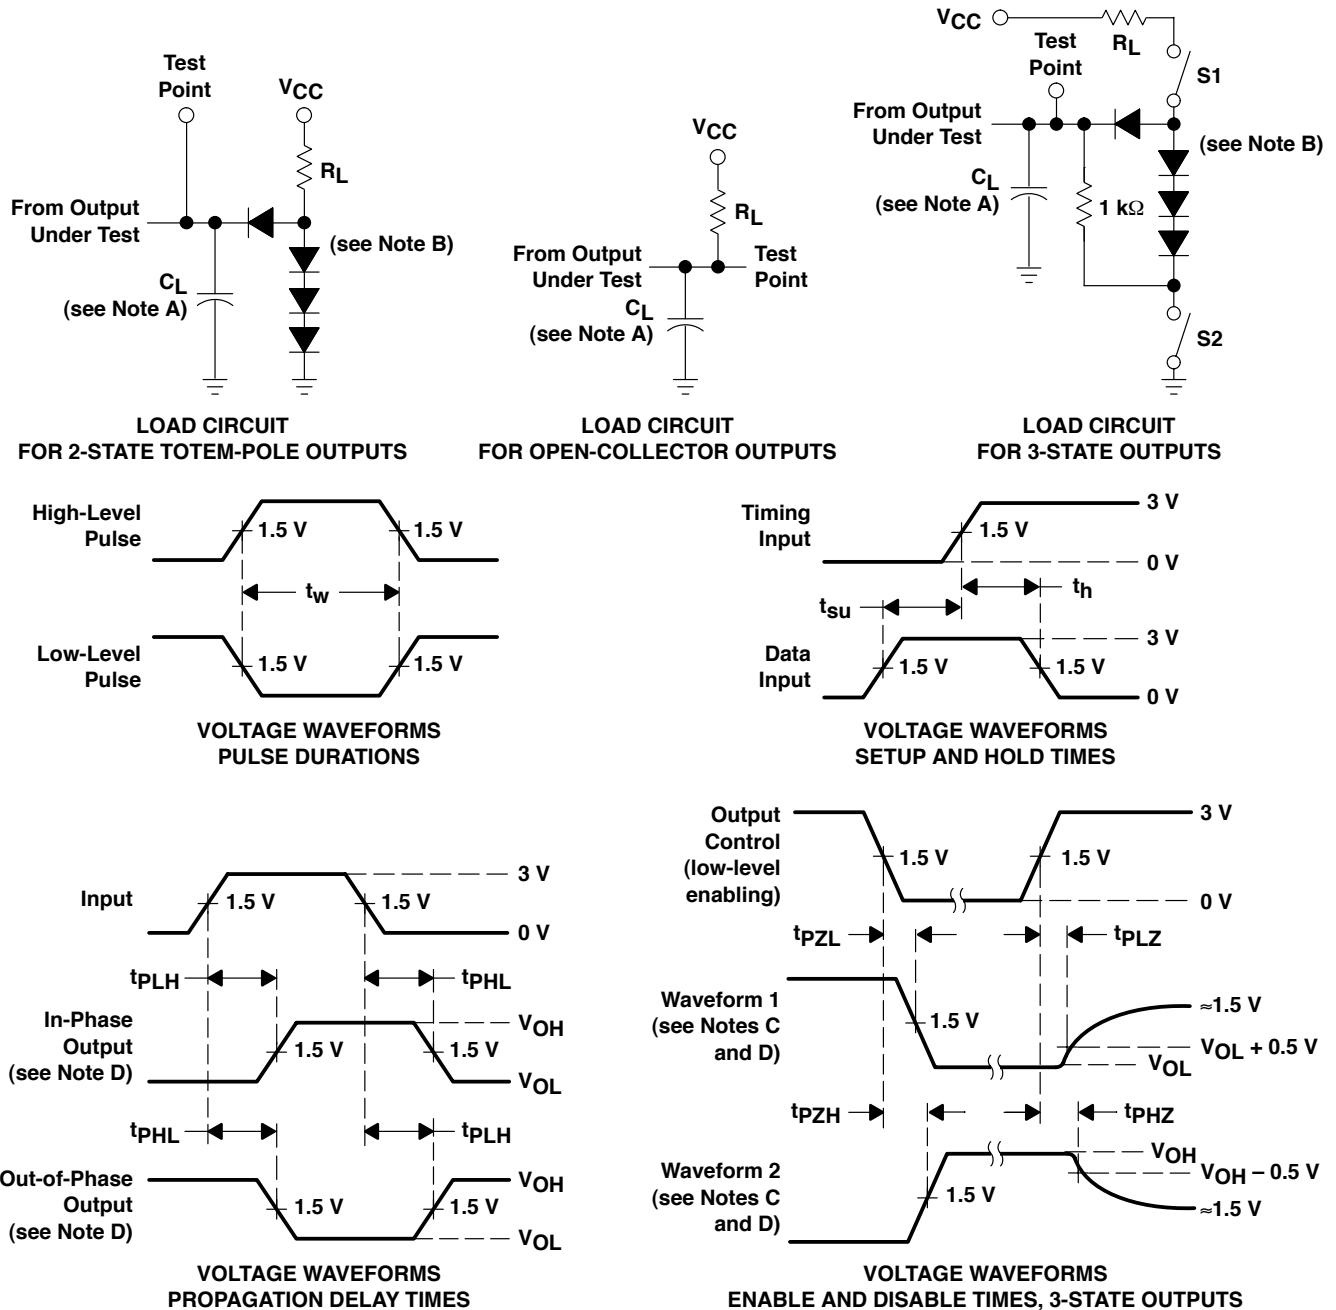 Test
Point
VCC
RL
From Output
Under Test
(see Note B)
CL
(see Note A)
LOAD CIRCUIT
FOR 2-STATE TOTEM-POLE OUTPUTS
VCC
RL
From Output
Under Test
Test
Point
CL
(see Note A)
LOAD CIRCUIT
FOR OPEN-COLLECTOR OUTPUTS
VCC
RL
Test
Point
S1
From Output
Under Test
(see Note B)
CL
(see Note A)
1 kΩ
S2
LOAD CIRCUIT
FOR 3-STATE OUTPUTS
High-Level
Pulse
1.5 V
1.5 V
tw
Low-Level
Pulse
1.5 V
1.5 V
VOLTAGE WAVEFORMS
PULSE DURATIONS
Timing
Input
1.5 V
3 V
0 V
th
tsu
Data
Input
1.5 V
1.5 V
3 V
0 V
VOLTAGE WAVEFORMS
SETUP AND HOLD TIMES
Input
1.5 V
1.5 V
3 V
0 V
tPLH
tPHL
In-Phase
Output
(see Note D)
1.5 V
1.5 V
VOH
VOL
tPHL
tPLH
Out-of-Phase
Output
(see Note D)
1.5 V
1.5 V
VOH
VOL
VOLTAGE WAVEFORMS
PROPAGATION DELAY TIMES
Output
Control
(low-level
enabling)
1.5 V
1.5 V
3 V
0 V
tPZL
tPLZ
Waveform 1
(see Notes C
and D)
1.5 V
≈1.5 V
VOL + 0.5 V
VOL
tPZH
tPHZ
Waveform 2
(see Notes C
and D)
1.5 V
VOH
VOH − 0.5 V
≈1.5 V
VOLTAGE WAVEFORMS
ENABLE AND DISABLE TIMES, 3-STATE OUTPUTS